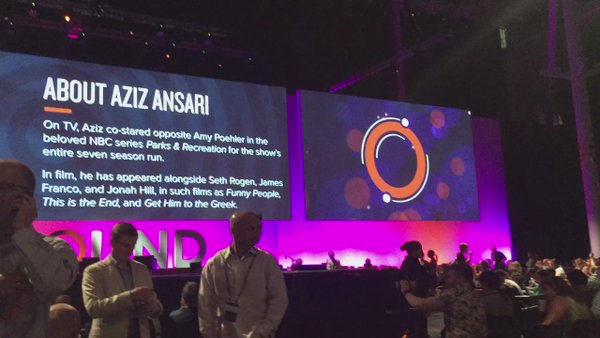 ABOUT AZIZ ANSARI
On TV, Aziz co-stared opposite Amy Poehler in the
beloved NBC series Parks & Recreation for the show's
entire seven season run.
In film, he has appeared alongside Seth Rogen, James
Franco, and Jonah Hill, in such films as Funny People,
This is the End, and Get Him to the Greek.
OUND